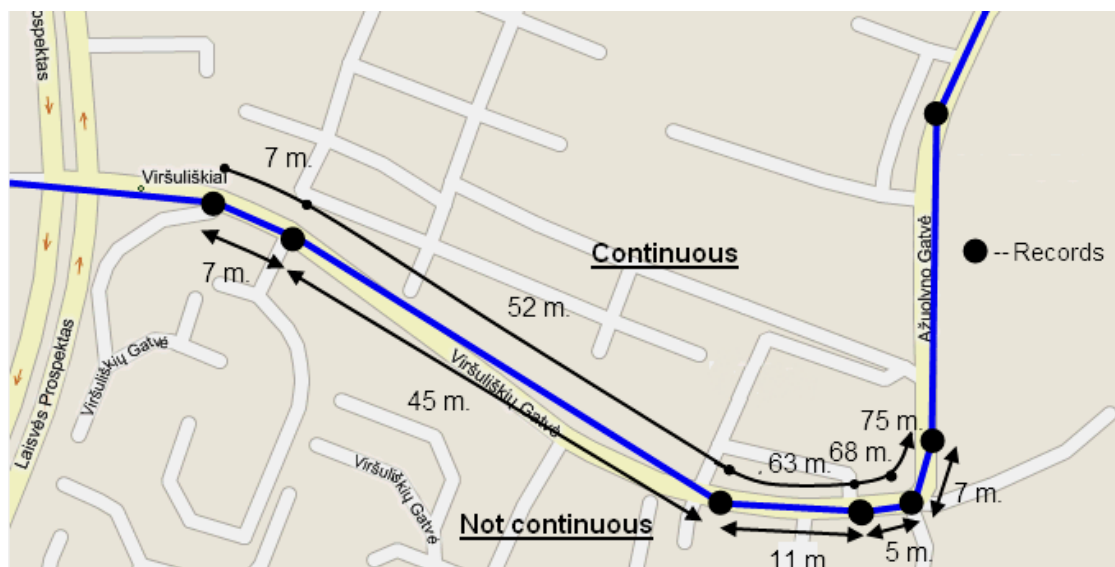 ospektas
Viršuliškiai
7 m.
Continuous
-- Records
Ažuolyno Gatvė
7 m.
52 m.
Viršuliškių Gatvė
45 m.
Viršuliškių Gatvė
Laisvės Prospektas
75 m.
68 m.
63 m.
Viršuliškių Gatvė
7 m.
Not continuous
11 m
5 m.